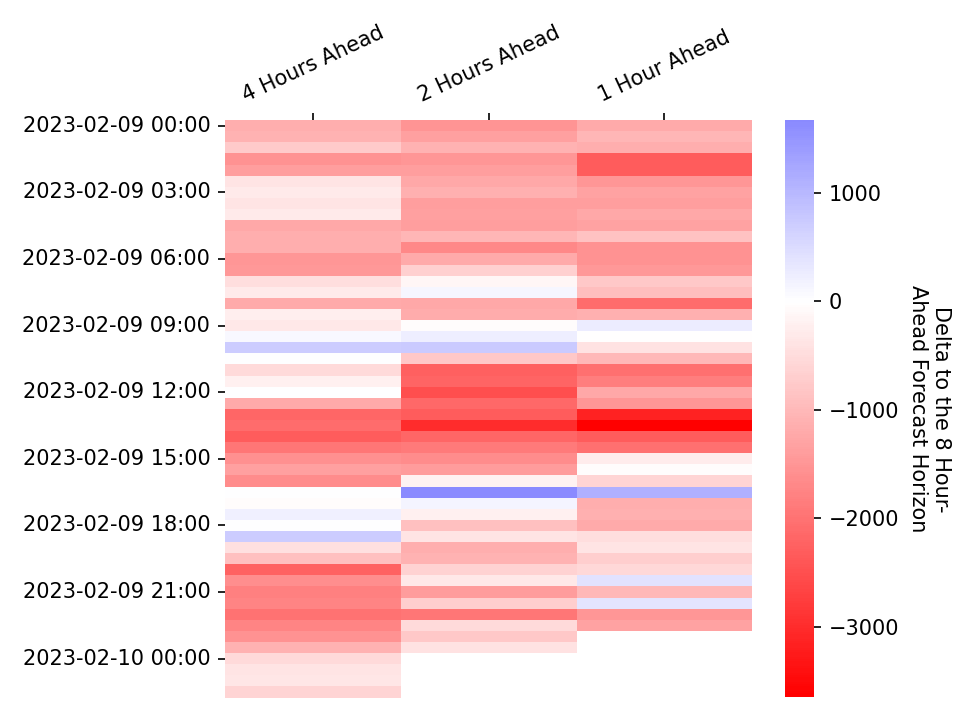 4 Hours Ahead
2 Hours Ahead
1 Hour Ahead
2023-02-09 00:00
2023-02-09 03:00
2023-02-09 06:00
2023-02-09 09:00
2023-02-09 12:00
2023-02-09 15:00
2023-02-09 18:00
2023-02-09 21:00
2023-02-10 00:00
1000
0
−1000
−2000
−3000
Delta to the 8 Hour-
Ahead Forecast Horizon